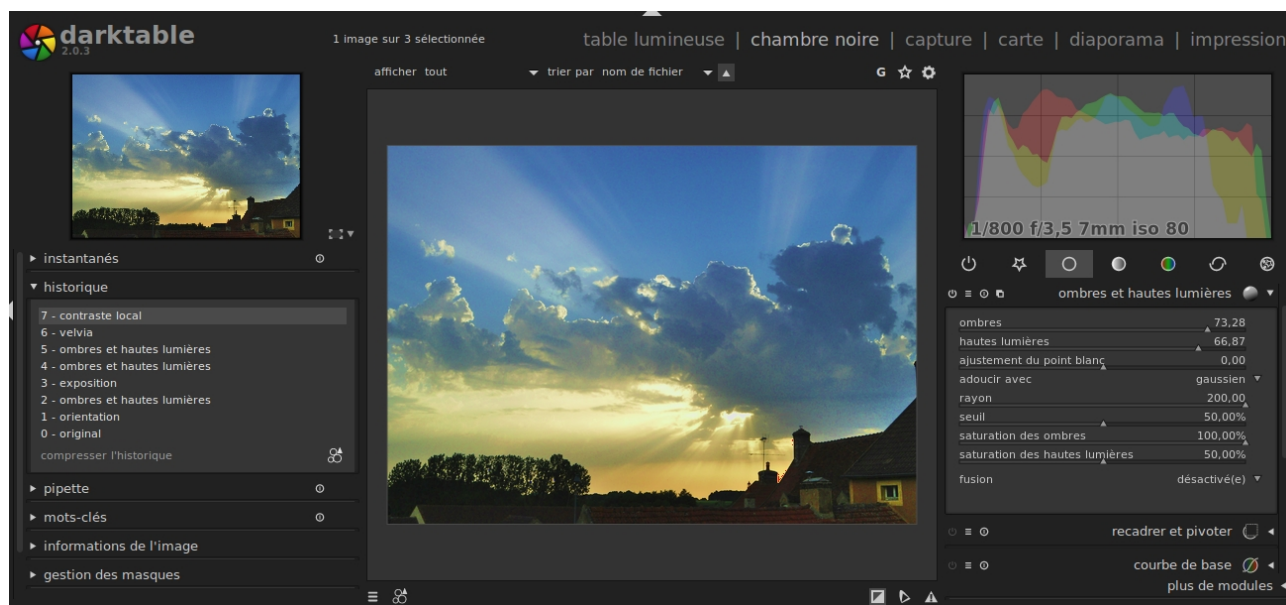 darktable
2.0.3
1 image sur 3 sélectionnée
table lumineuse | chambre noire | capture | carte | diaporama | impression
afficher tout
trier par nom de fichier
G
1/800 f/3,5 7mm iso 80
instantanés
historique
7 - contraste local
6 - velvia
5 - ombres et hautes lumières
4 - ombres et hautes lumières
3 - exposition
2 - ombres et hautes lumières
1 - orientation
0 - original
compresser l'historique
pipette
mots-clés
informations de l'image
gestion des masques
ombres et hautes lumières
ombres 73,28
hautes lumières 66,87
ajustement du point blanc 0,00
adoucir avec gaussien
rayon 200,00
seuil 50,00%
saturation des ombres 100,00%
saturation des hautes lumières 50,00%
fusion désactivé(e)
recadrer et pivoter
courbe de base
plus de modules